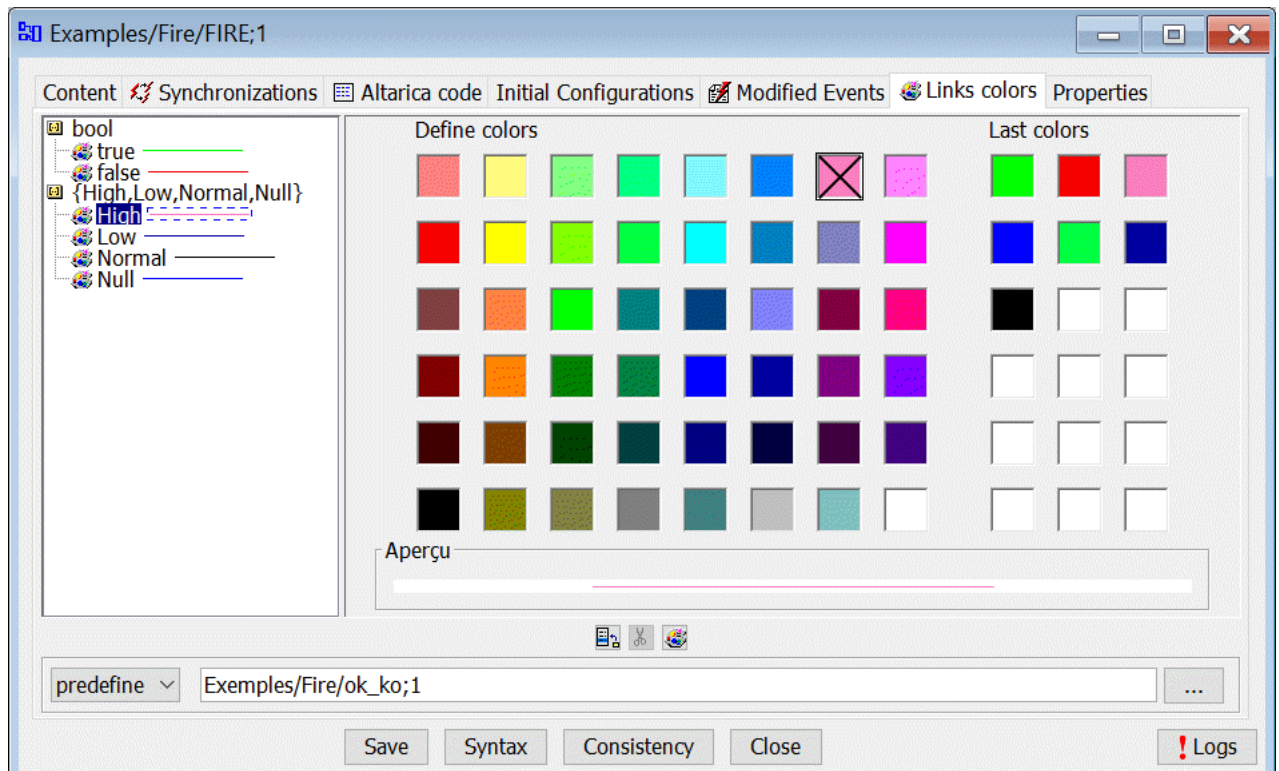 Examples/Fire/FIRE;1
Content Synchronizations Altarica code Initial Configurations Modified Events Links colors Properties
bool
true
false
{High,Low,Normal,Null}
High
Low
Normal
Null
Define colors
Last colors
Aperçu
predefine Exemples/Fire/ok_ko;1 ...
Save Syntax Consistency Close ! Logs